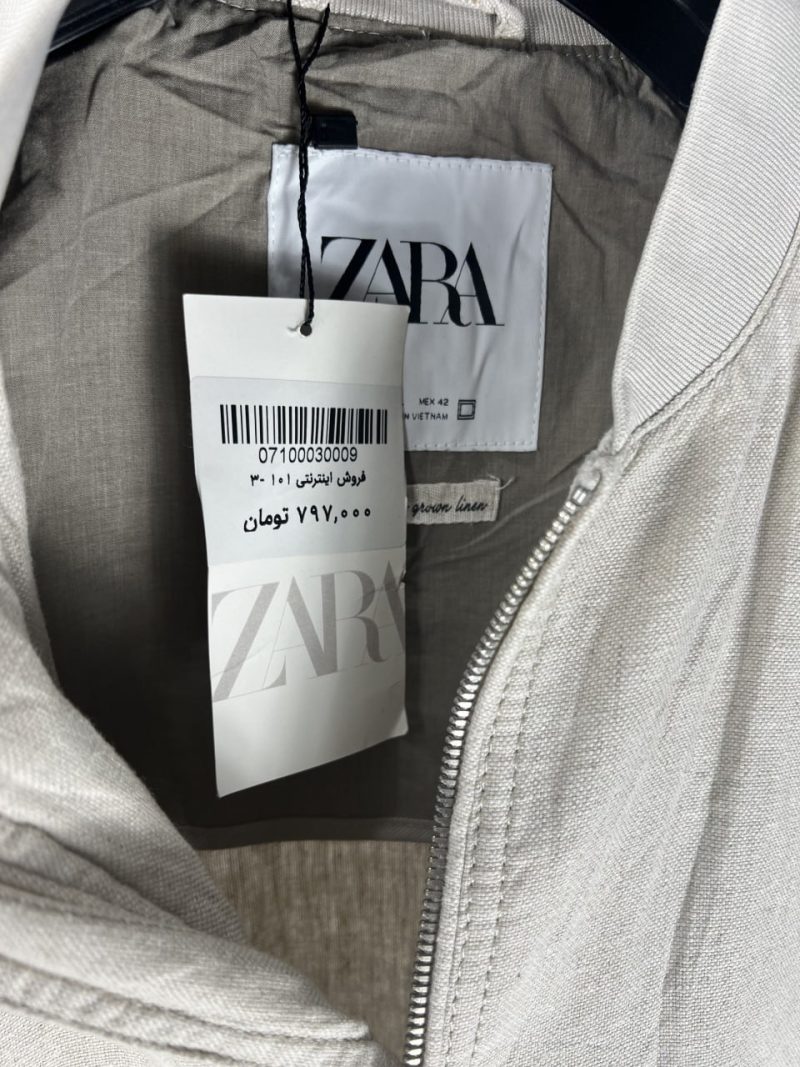 ZARA
MEX 42
VIETNAM
07100030009
فروش اینترنتی ۱۰۱ -۳
۷۹۷,۰۰۰ تومان
grown linen
ZARA